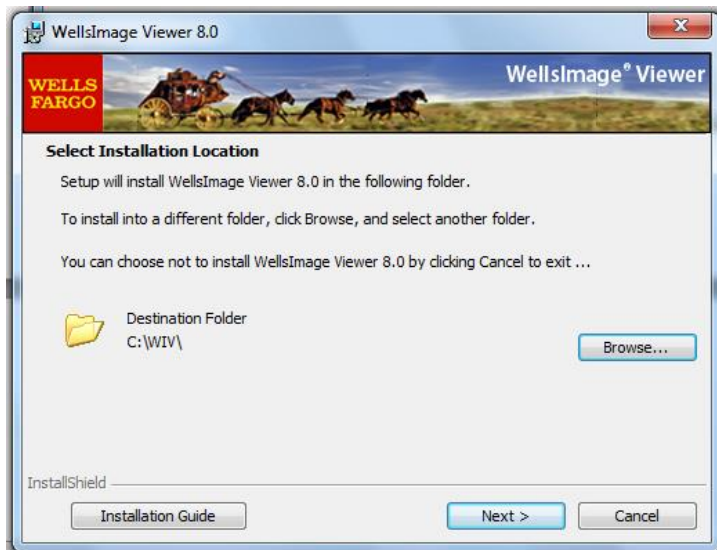 WellsImage Viewer 8.0
WELLS
FARGO
WellsImage® Viewer
Select Installation Location
Setup will install WellsImage Viewer 8.0 in the following folder.
To install into a different folder, click Browse, and select another folder.
You can choose not to install WellsImage Viewer 8.0 by clicking Cancel to exit ...
Destination Folder
C:\WIV\
Browse...
InstallShield
Installation Guide
Next >
Cancel